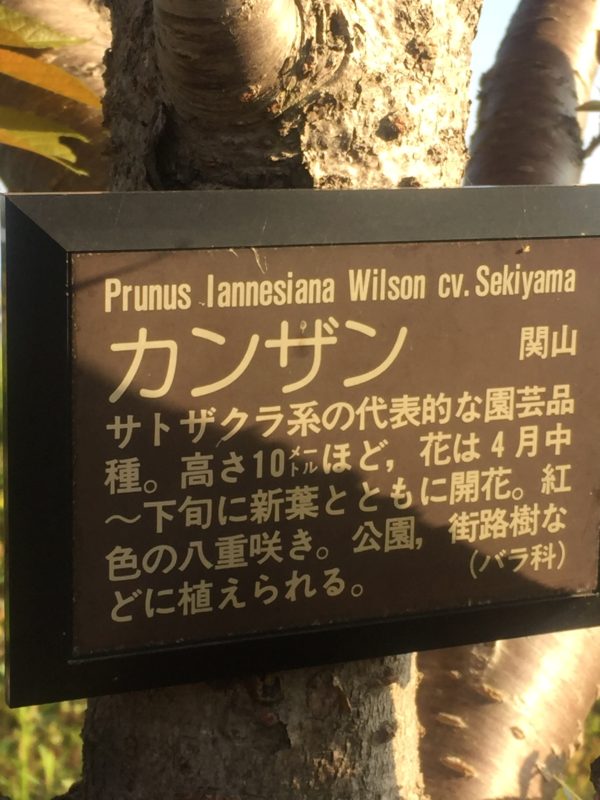 Prunus lannesiana Wilson cv. Sekiyama
カンザン 関山
サトザクラ系の代表的な園芸品
種。高さ10メートルほど，花は4月中
～下旬に新葉とともに開花。紅
色の八重咲き。公園，街路樹な
どに植えられる。 (バラ科)